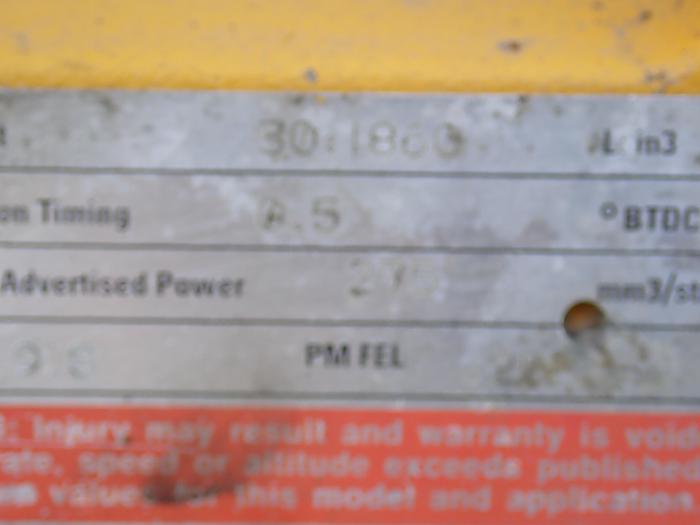 30.1860 L in3
on Timing .5 °BTDC
Advertised Power mm3/st
PM FEL
: Injury may result and warranty is void
rate, speed or altitude exceeds published
um values for this model and application